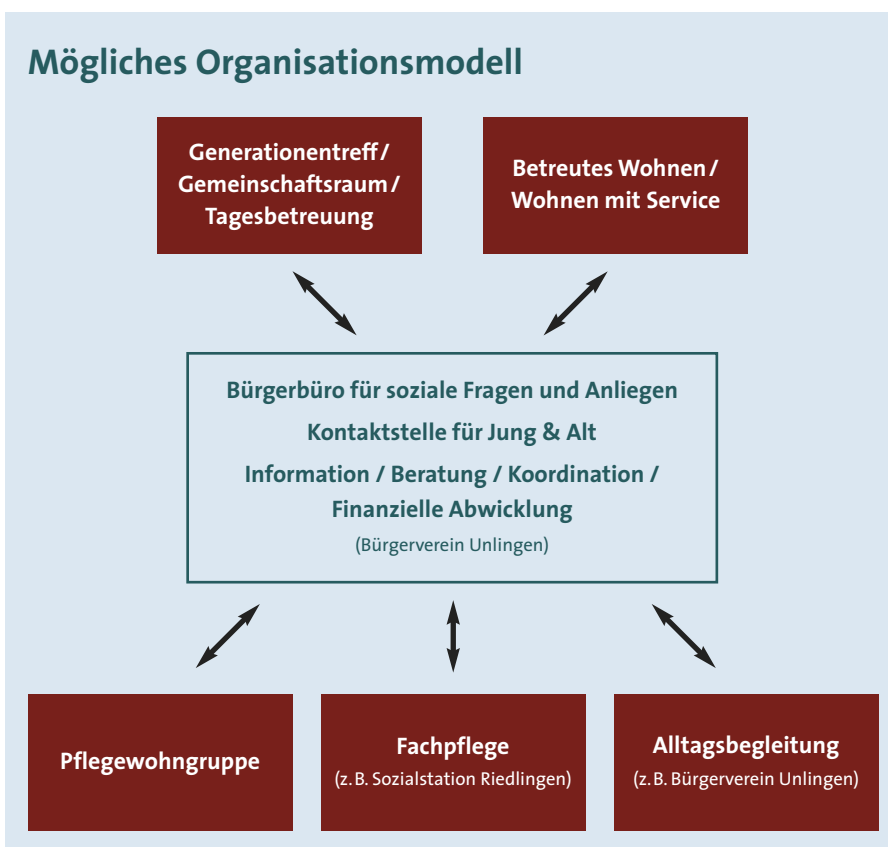 Mögliches Organisationsmodell
Generationentreff /
Gemeinschaftsraum /
Tagesbetreuung
Betreutes Wohnen /
Wohnen mit Service
Bürgerbüro für soziale Fragen und Anliegen
Kontaktstelle für Jung & Alt
Information / Beratung / Koordination /
Finanzielle Abwicklung
(Bürgerverein Unlingen)
Pflegewohngruppe
Fachpflege
(z. B. Sozialstation Riedlingen)
Alltagsbegleitung
(z. B. Bürgerverein Unlingen)